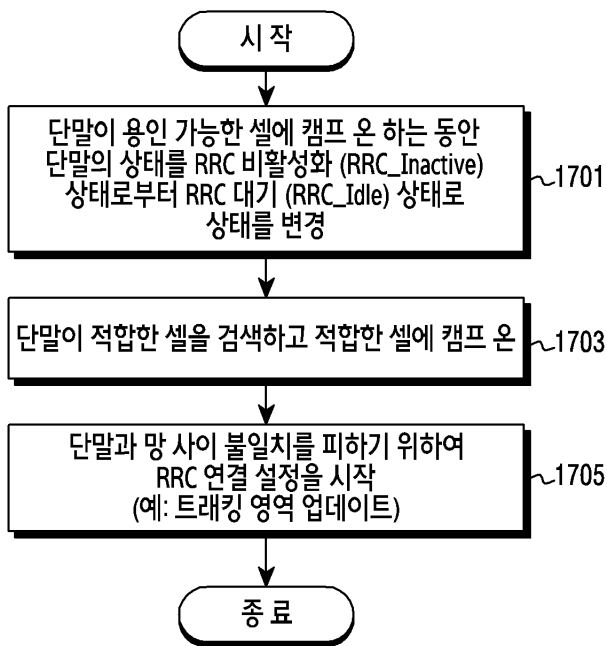 시 작
단말이 용인 가능한 셀에 캠프 온 하는 동안
단말의 상태를 RRC 비활성화 (RRC_Inactive)
상태로부터 RRC 대기 (RRC_Idle) 상태로
상태를 변경
1701
단말이 적합한 셀을 검색하고 적합한 셀에 캠프 온
1703
단말과 망 사이 불일치를 피하기 위하여
RRC 연결 설정을 시작
(예: 트래킹 영역 업데이트)
1705
종 료